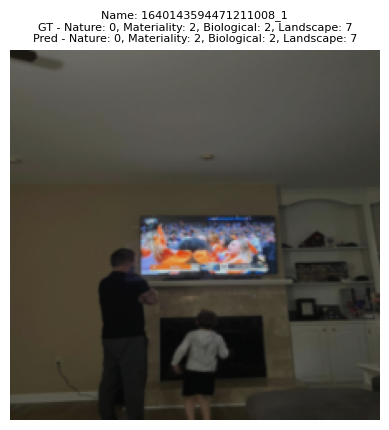 Name: 1640143594471211008_1
GT - Nature: 0, Materiality: 2, Biological: 2, Landscape: 7
Pred - Nature: 0, Materiality: 2, Biological: 2, Landscape: 7